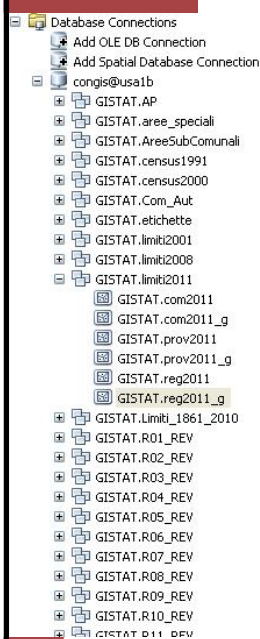 Database Connections
Add OLE DB Connection
Add Spatial Database Connection
congis@usa1b
GISTAT.AP
GISTAT.aree_speciali
GISTAT.AreeSubComunali
GISTAT.census1991
GISTAT.census2000
GISTAT.Com_Aut
GISTAT.etichette
GISTAT.limiti2001
GISTAT.limiti2008
GISTAT.limiti2011
GISTAT.com2011
GISTAT.com2011_g
GISTAT.prov2011
GISTAT.prov2011_g
GISTAT.reg2011
GISTAT.reg2011_g
GISTAT.Limiti_1861_2010
GISTAT.R01_REV
GISTAT.R02_REV
GISTAT.R03_REV
GISTAT.R04_REV
GISTAT.R05_REV
GISTAT.R06_REV
GISTAT.R07_REV
GISTAT.R08_REV
GISTAT.R09_REV
GISTAT.R10_REV
GISTAT.R11_REV